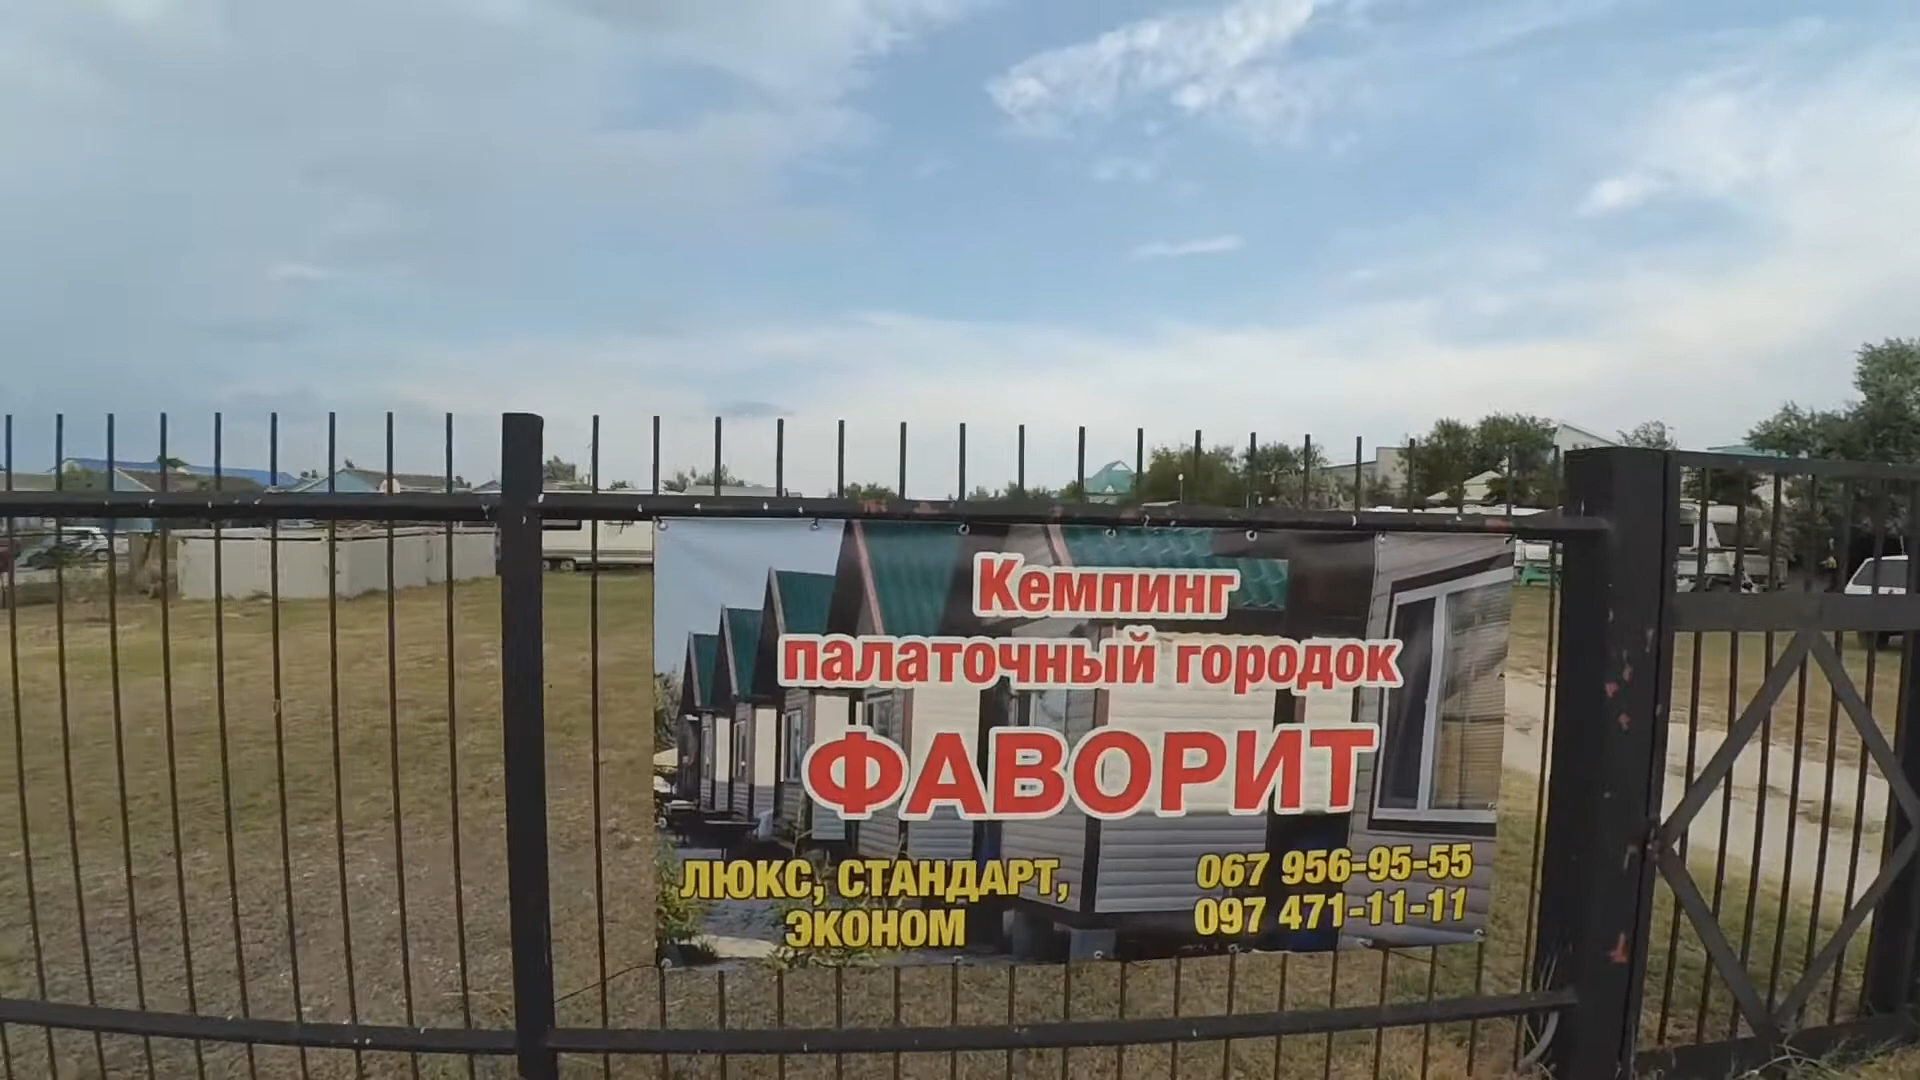 Кемпинг
палаточный городок
ФАВОРИТ
ЛЮКС, СТАНДАРТ,
ЭКОНОМ
067 956-95-55
097 471-11-11